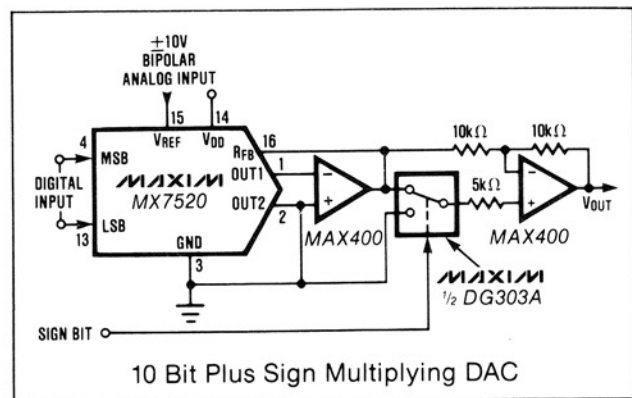 ±10V
BIPOLAR
ANALOG INPUT
15
14
4
VREF
VDD
16
MSB
RFB
1
10kΩ
10kΩ
MAXIM
OUT1
−
−
DIGITAL
INPUT
MX7520
OUT2
+
+
VOUT
5kΩ
2
LSB
13
GND
MAX400
MAX400
3
MAXIM
1/2 DG303A
SIGN BIT
10 Bit Plus Sign Multiplying DAC